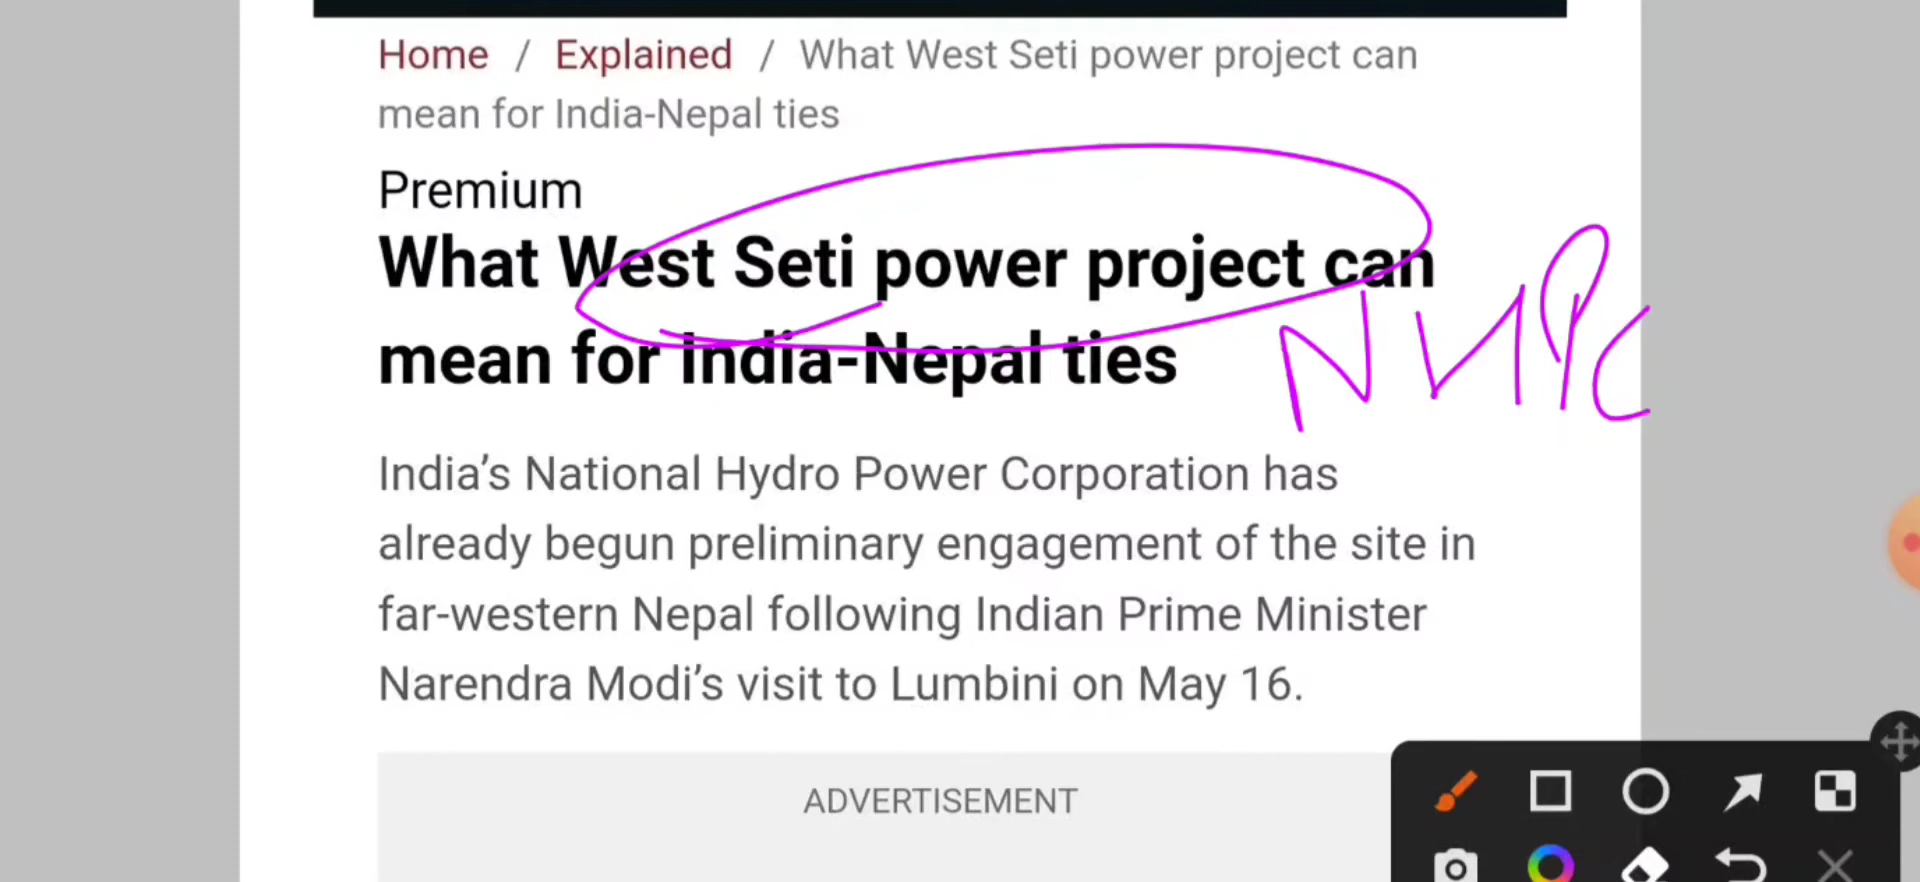 Home / Explained / What West Seti power project can
mean for India-Nepal ties
Premium
What West Seti power project can
mean for India-Nepal ties
NHPC
India’s National Hydro Power Corporation has
already begun preliminary engagement of the site in
far-western Nepal following Indian Prime Minister
Narendra Modi’s visit to Lumbini on May 16.
ADVERTISEMENT